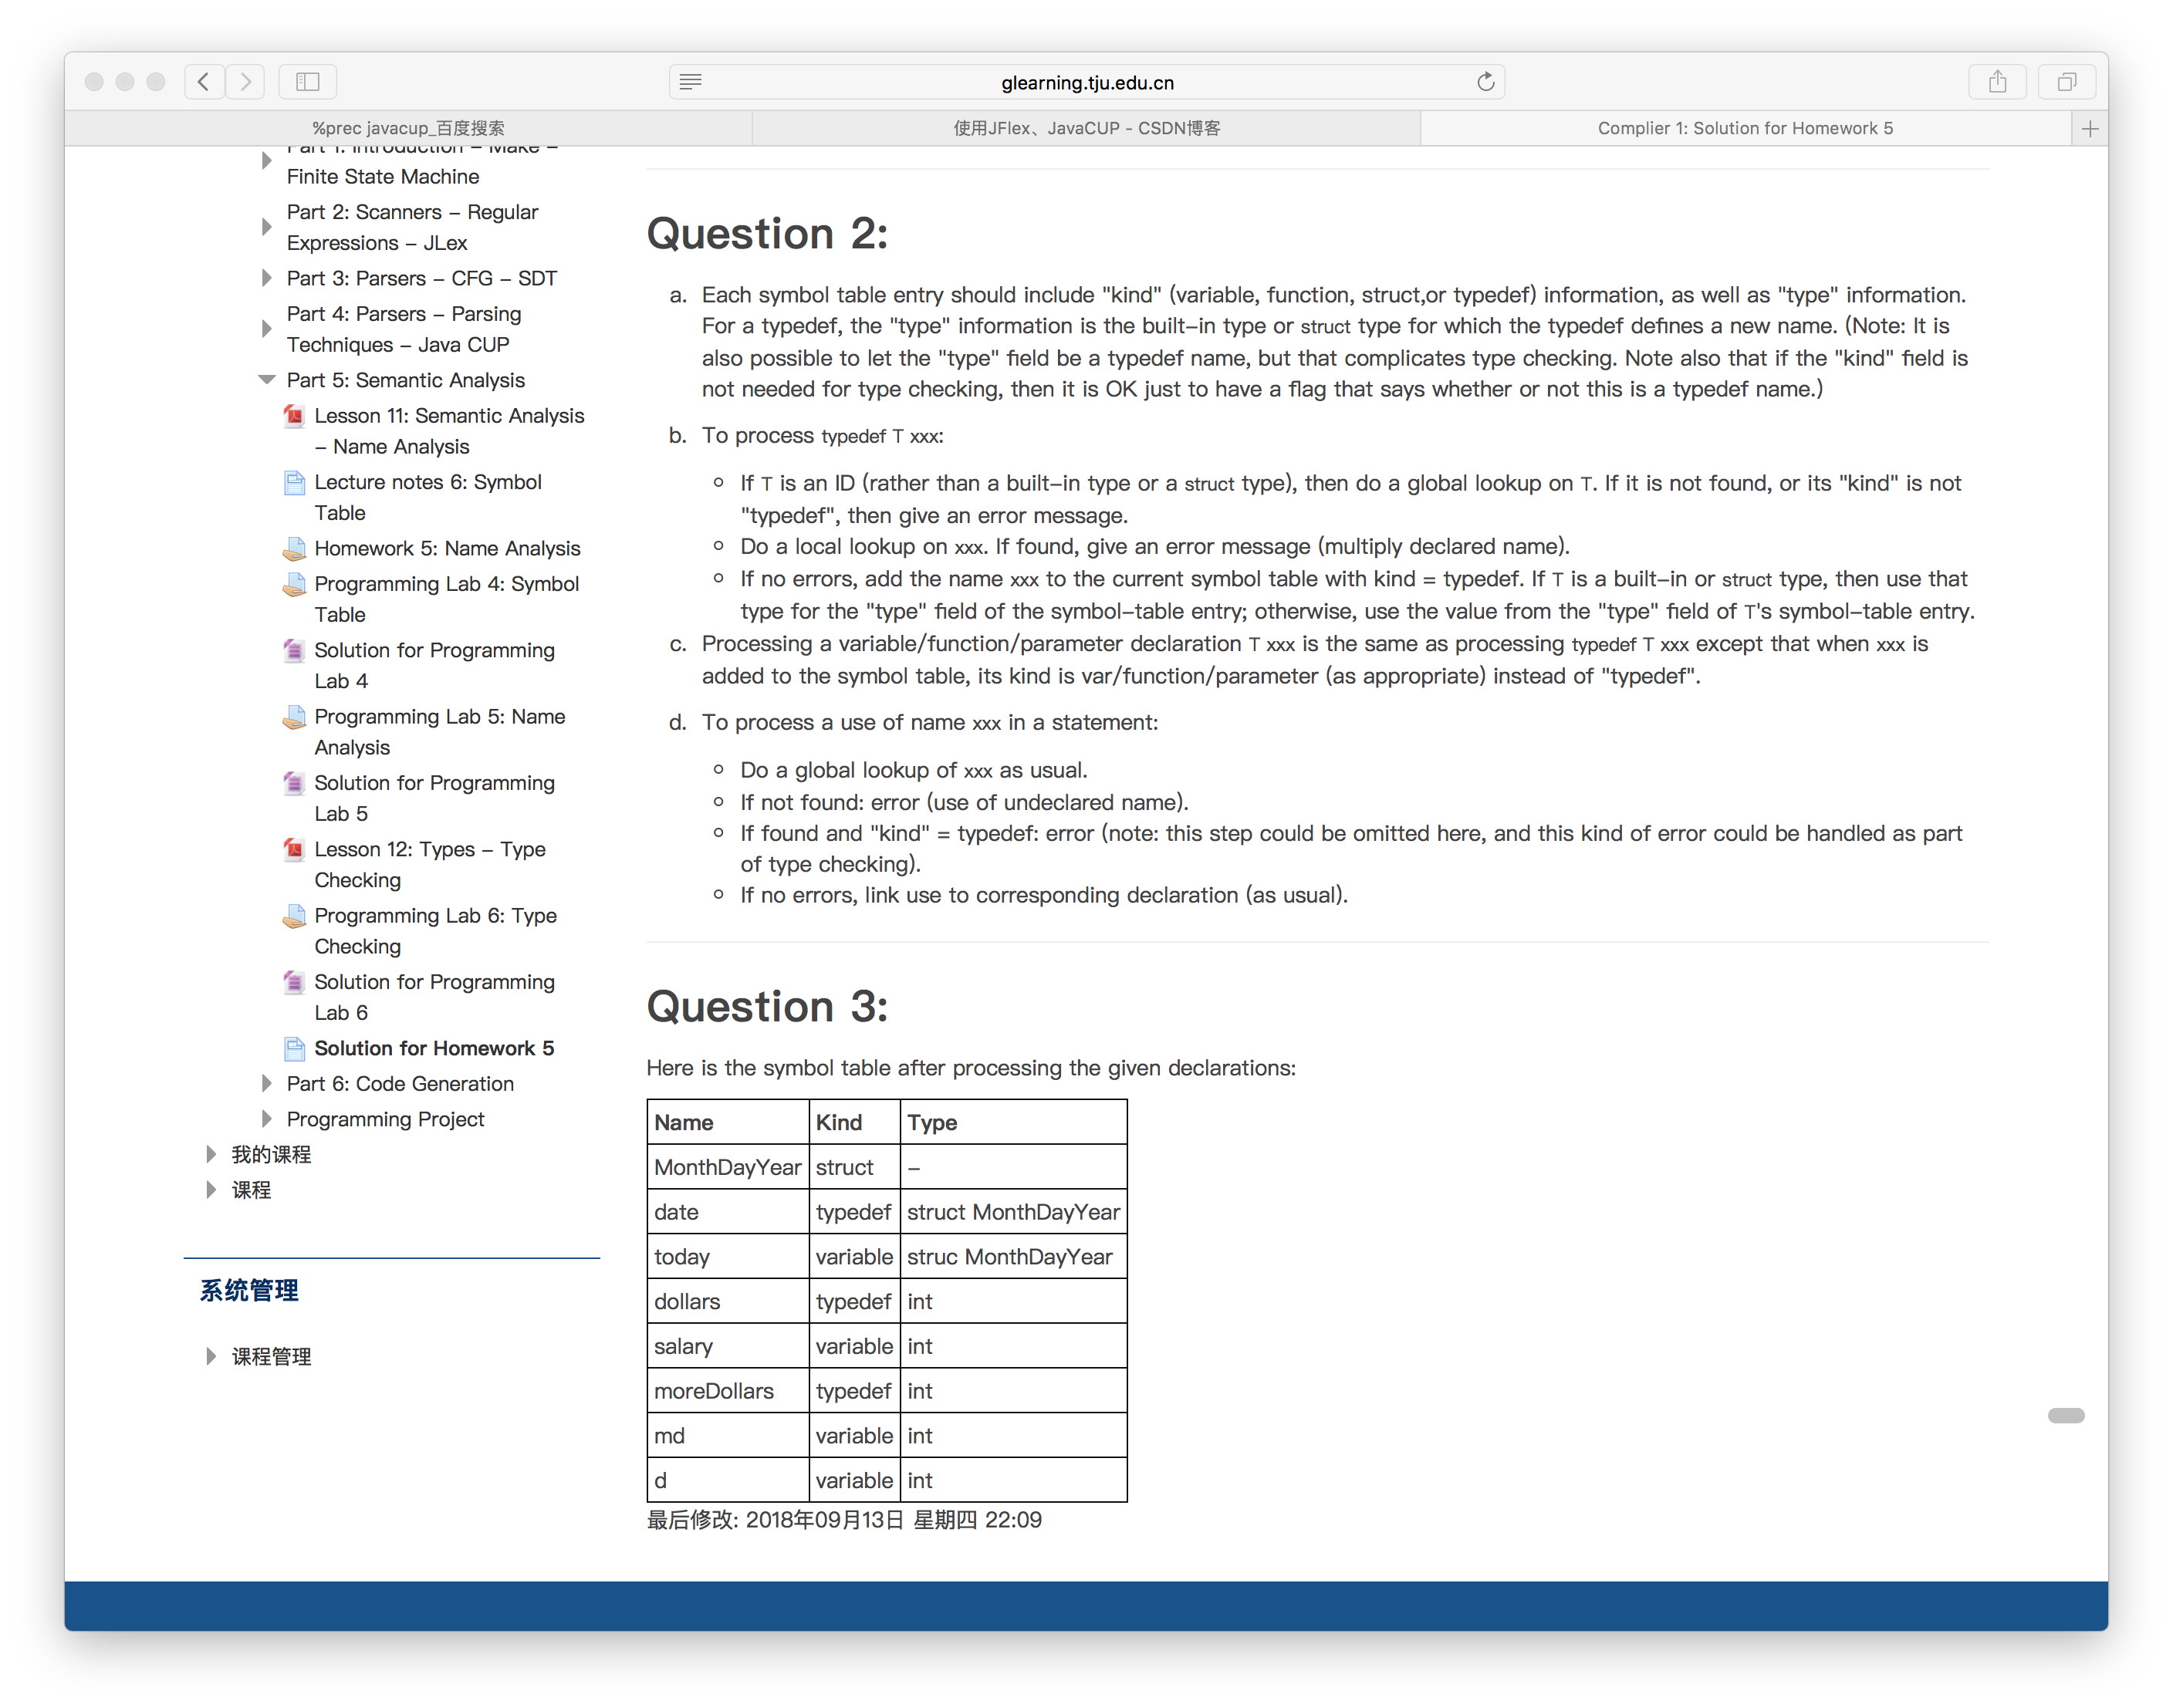 glearning.tju.edu.cn
%prec javacup_百度搜索
使用JFlex、JavaCUP - CSDN博客
Complier 1: Solution for Homework 5
Part 1: Introduction – Make –
Finite State Machine
Part 2: Scanners – Regular
Expressions – JLex
Part 3: Parsers – CFG – SDT
Part 4: Parsers – Parsing
Techniques – Java CUP
Part 5: Semantic Analysis
Lesson 11: Semantic Analysis
– Name Analysis
Lecture notes 6: Symbol
Table
Homework 5: Name Analysis
Programming Lab 4: Symbol
Table
Solution for Programming
Lab 4
Programming Lab 5: Name
Analysis
Solution for Programming
Lab 5
Lesson 12: Types – Type
Checking
Programming Lab 6: Type
Checking
Solution for Programming
Lab 6
Solution for Homework 5
Part 6: Code Generation
Programming Project
我的课程
课程
系统管理
课程管理
Question 2:
a. Each symbol table entry should include "kind" (variable, function, struct,or typedef) information, as well as "type" information.
For a typedef, the "type" information is the built–in type or struct type for which the typedef defines a new name. (Note: It is
also possible to let the "type" field be a typedef name, but that complicates type checking. Note also that if the "kind" field is
not needed for type checking, then it is OK just to have a flag that says whether or not this is a typedef name.)
b. To process typedef T xxx:
If T is an ID (rather than a built–in type or a struct type), then do a global lookup on T. If it is not found, or its "kind" is not
"typedef", then give an error message.
Do a local lookup on xxx. If found, give an error message (multiply declared name).
If no errors, add the name xxx to the current symbol table with kind = typedef. If T is a built–in or struct type, then use that
type for the "type" field of the symbol–table entry; otherwise, use the value from the "type" field of T's symbol–table entry.
c. Processing a variable/function/parameter declaration T xxx is the same as processing typedef T xxx except that when xxx is
added to the symbol table, its kind is var/function/parameter (as appropriate) instead of "typedef".
d. To process a use of name xxx in a statement:
Do a global lookup of xxx as usual.
If not found: error (use of undeclared name).
If found and "kind" = typedef: error (note: this step could be omitted here, and this kind of error could be handled as part
of type checking).
If no errors, link use to corresponding declaration (as usual).
Question 3:
Here is the symbol table after processing the given declarations:
Name Kind Type
MonthDayYear struct –
date typedef struct MonthDayYear
today variable struc MonthDayYear
dollars typedef int
salary variable int
moreDollars typedef int
md variable int
d variable int
最后修改: 2018年09月13日 星期四 22:09